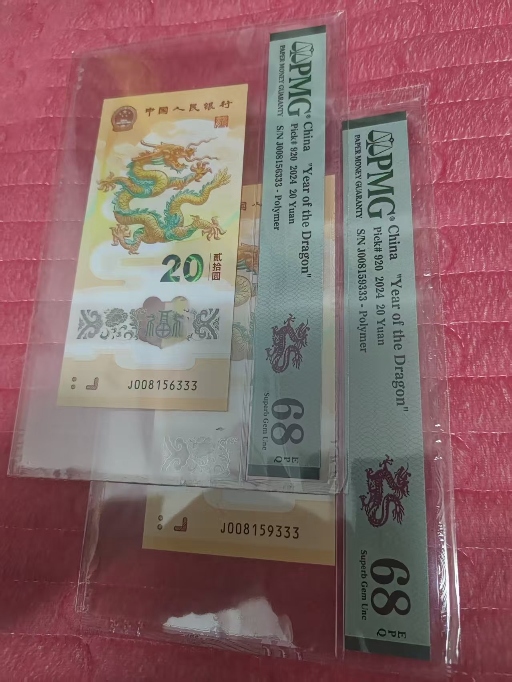 中国人民银行
20
贰拾圆
福
J008156333
PMG®
PAPER MONEY GUARANTY
China "Year of the Dragon"
Pick# 920 2024 20 Yuan
S/N J008156333 - Polymer
68 EPQ
Superb Gem Unc
J008159333
PMG®
PAPER MONEY GUARANTY
China "Year of the Dragon"
Pick# 920 2024 20 Yuan
S/N J008159333 - Polymer
68 EPQ
Superb Gem Unc